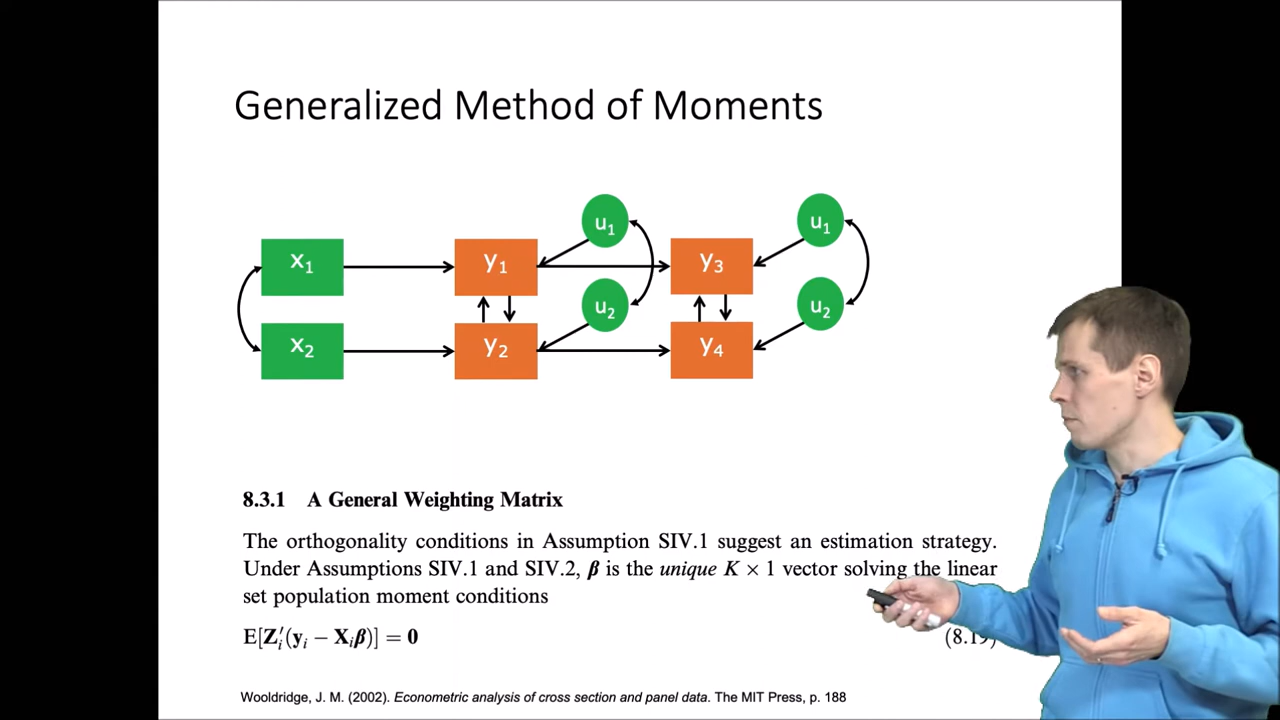 Generalized Method of Moments
u₁
u₁
x₁
y₁
y₃
u₂
u₂
x₂
y₂
y₄
8.3.1 A General Weighting Matrix
The orthogonality conditions in Assumption SIV.1 suggest an estimation strategy.
Under Assumptions SIV.1 and SIV.2, β is the unique K × 1 vector solving the linear
set population moment conditions
E[Z′ᵢ(yᵢ − Xᵢβ)] = 0 (8.19)
Wooldridge, J. M. (2002). Econometric analysis of cross section and panel data. The MIT Press, p. 188